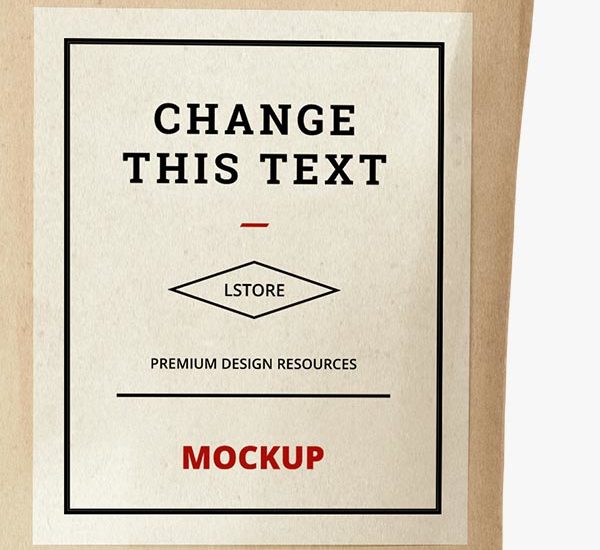 CHANGE
THIS TEXT
LSTORE
PREMIUM DESIGN RESOURCES
MOCKUP